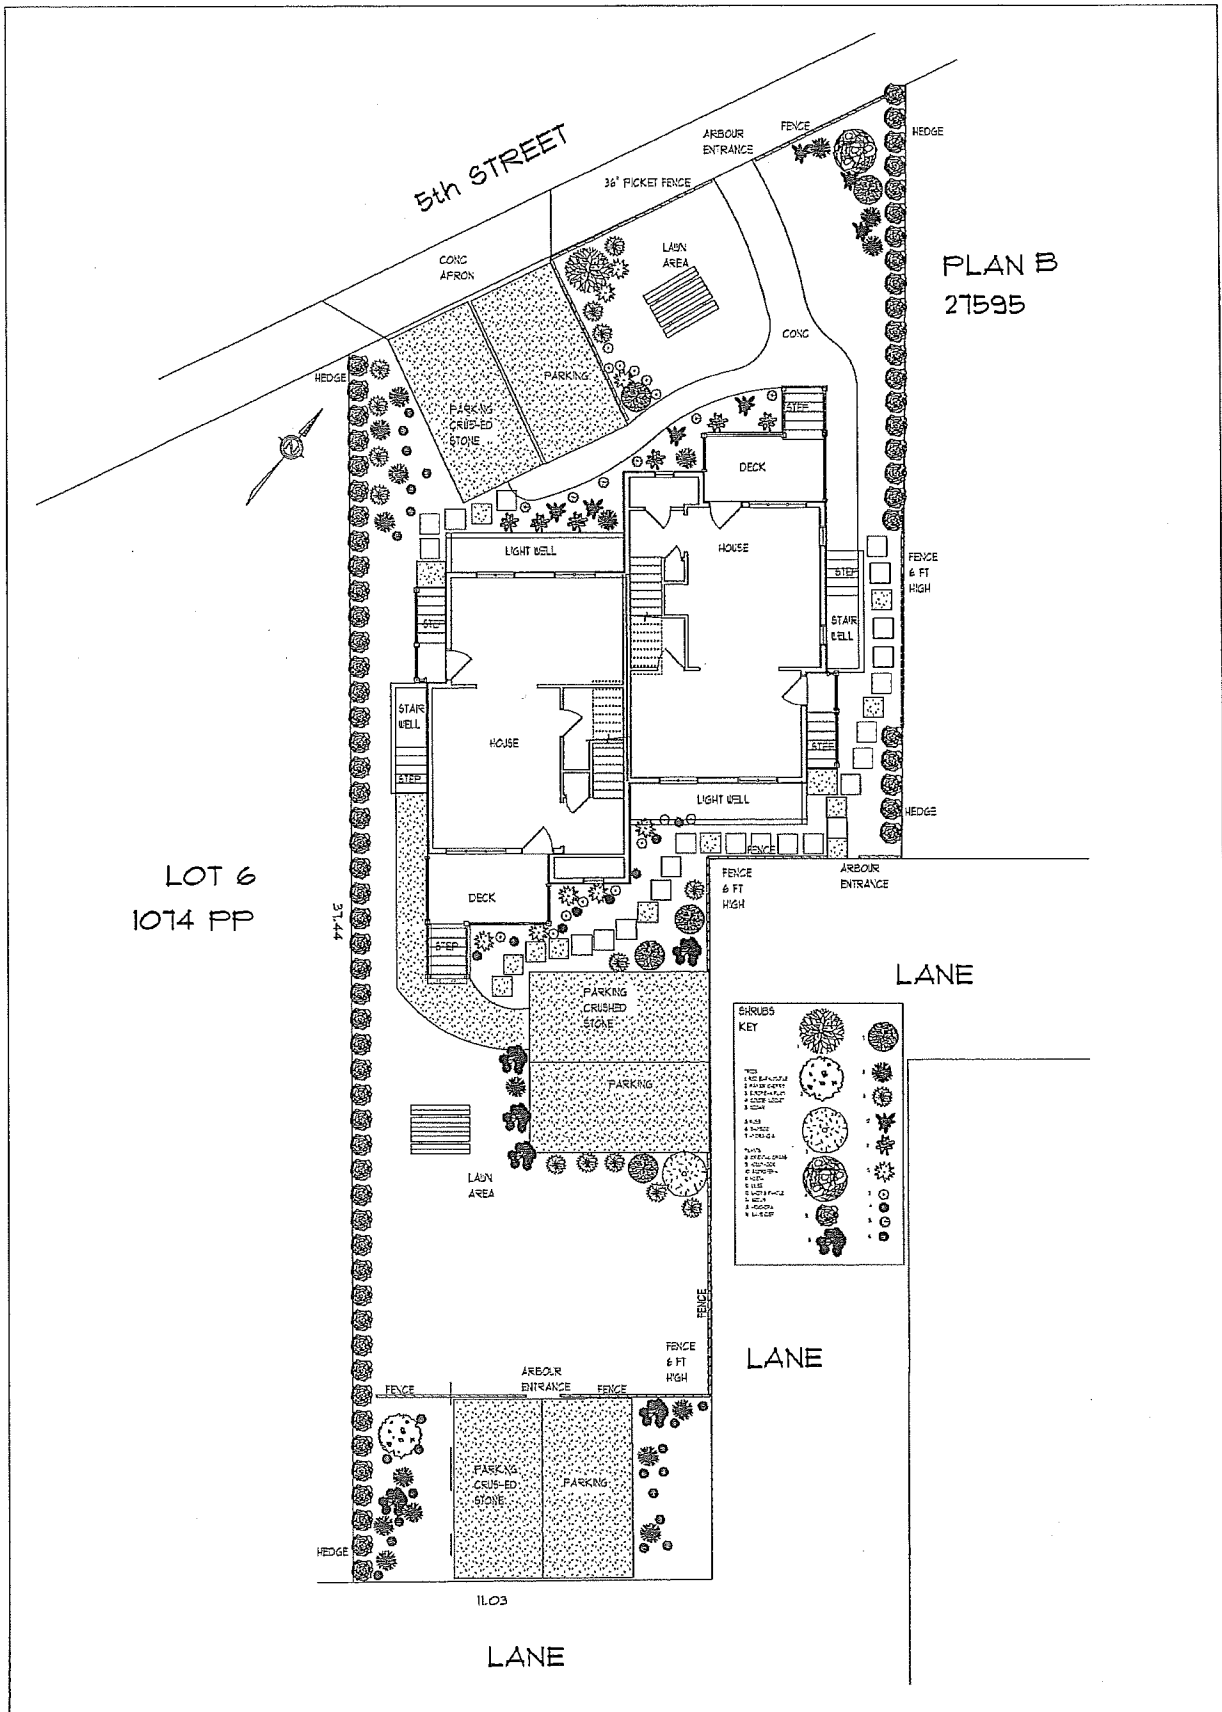 5th STREET
ARBOUR
ENTRANCE
FENCE
HEDGE
36" PICKET FENCE
CONC
APRON
LAWN
AREA
PLAN B
27595
CONC
HEDGE
PARKING
PARKING
CRUSHED
STONE
STEP
DECK
LIGHT WELL
HOUSE
FENCE
6 FT
HIGH
STEP
STAIR
WELL
STEP
STAIR
WELL
HOUSE
STEP
STEP
LIGHT WELL
HEDGE
FENCE
ARBOUR
ENTRANCE
FENCE
6 FT
HIGH
LOT 6
1074 PP
37.44
DECK
STEP
LANE
PARKING
CRUSHED
STONE
PARKING
SHRUBS
KEY
LAWN
AREA
FENCE
FENCE
6 FT
HIGH
LANE
ARBOUR
ENTRANCE
FENCE
FENCE
PARKING
CRUSHED
STONE
PARKING
HEDGE
11.03
LANE